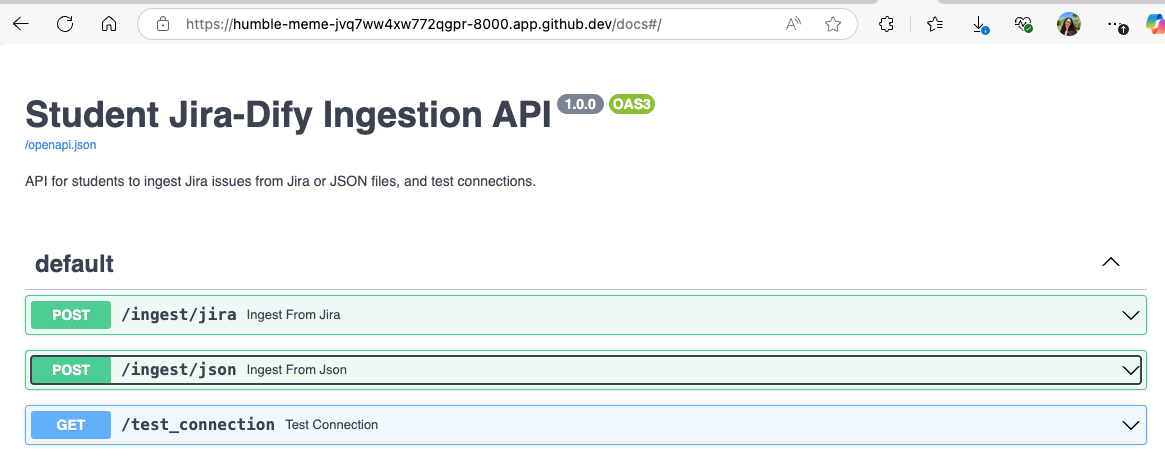 https://humble-meme-jvq7ww4xw772qgpr-8000.app.github.dev/docs#/
Student Jira-Dify Ingestion API 1.0.0 OAS3
/openapi.json
API for students to ingest Jira issues from Jira or JSON files, and test connections.
default
POST /ingest/jira Ingest From Jira
POST /ingest/json Ingest From Json
GET /test_connection Test Connection